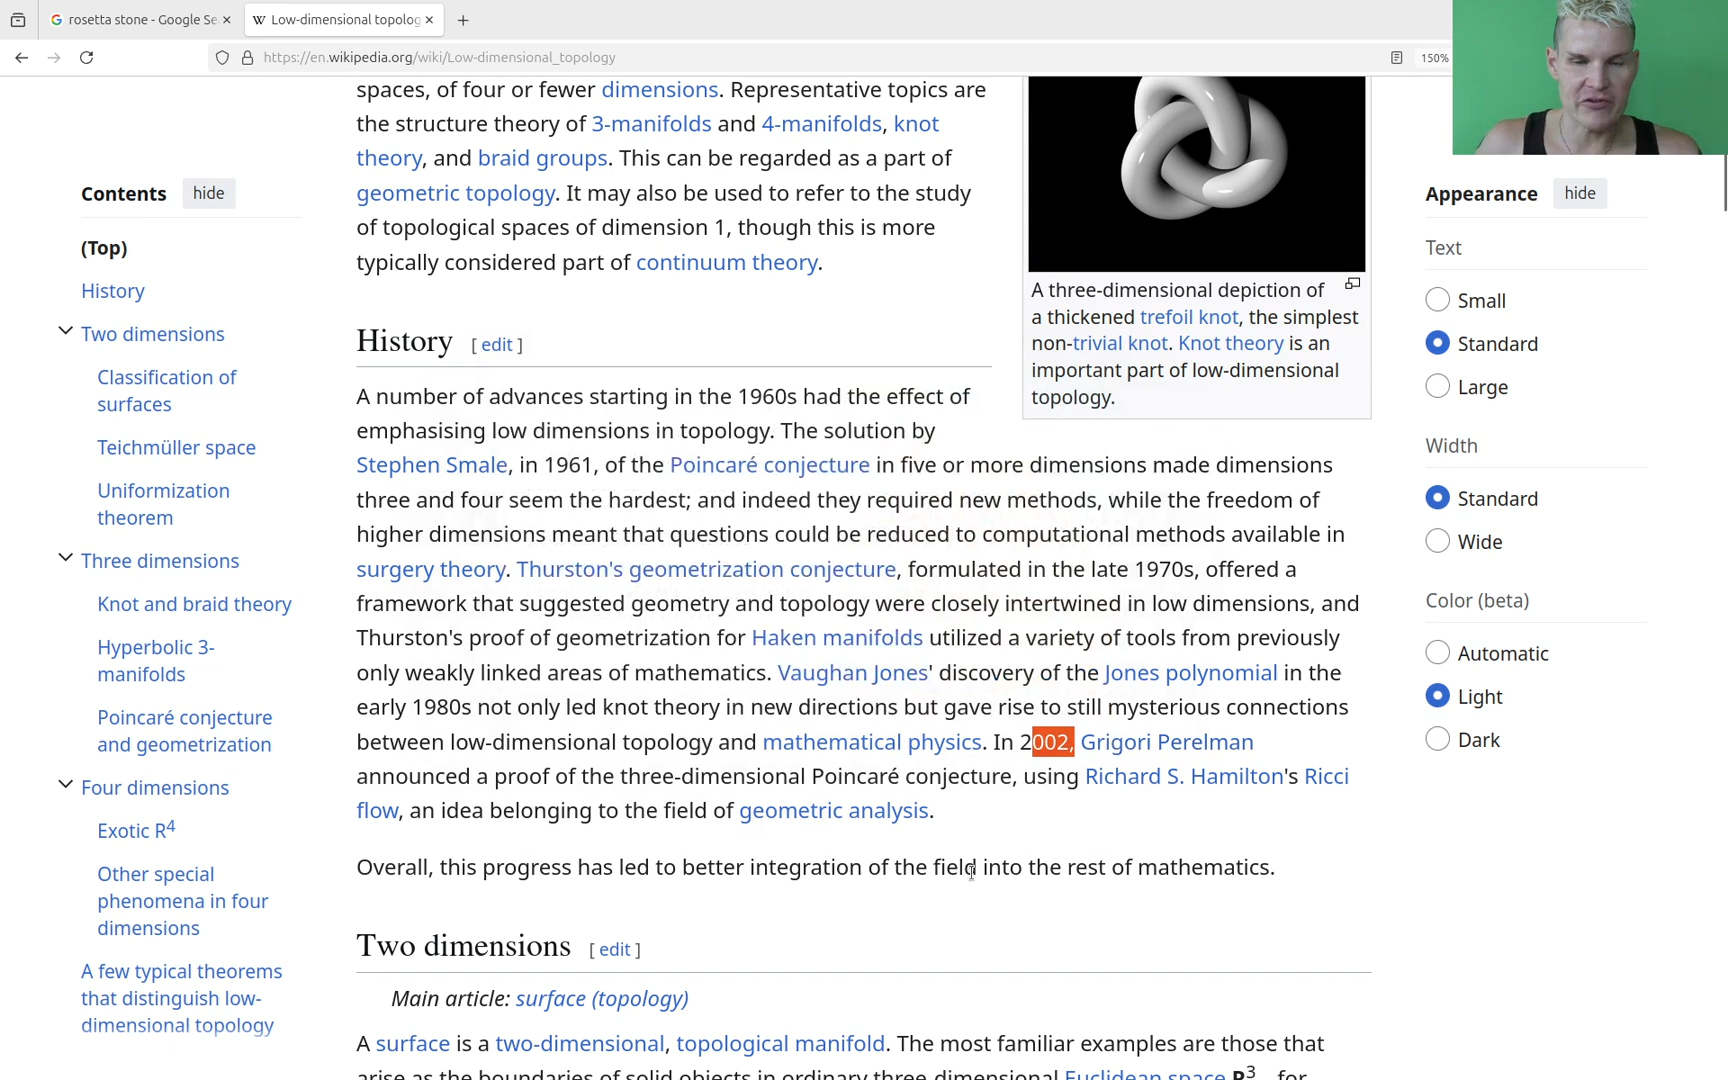 rosetta stone - Google Se
Low-dimensional topolog
https://en.wikipedia.org/wiki/Low-dimensional_topology
150%
Contents hide
(Top)
History
Two dimensions
Classification of
surfaces
Teichmüller space
Uniformization
theorem
Three dimensions
Knot and braid theory
Hyperbolic 3-
manifolds
Poincaré conjecture
and geometrization
Four dimensions
Exotic R⁴
Other special
phenomena in four
dimensions
A few typical theorems
that distinguish low-
dimensional topology
spaces, of four or fewer dimensions. Representative topics are
the structure theory of 3-manifolds and 4-manifolds, knot
theory, and braid groups. This can be regarded as a part of
geometric topology. It may also be used to refer to the study
of topological spaces of dimension 1, though this is more
typically considered part of continuum theory.
A three-dimensional depiction of
a thickened trefoil knot, the simplest
non-trivial knot. Knot theory is an
important part of low-dimensional
topology.
History [ edit ]
A number of advances starting in the 1960s had the effect of
emphasising low dimensions in topology. The solution by
Stephen Smale, in 1961, of the Poincaré conjecture in five or more dimensions made dimensions
three and four seem the hardest; and indeed they required new methods, while the freedom of
higher dimensions meant that questions could be reduced to computational methods available in
surgery theory. Thurston's geometrization conjecture, formulated in the late 1970s, offered a
framework that suggested geometry and topology were closely intertwined in low dimensions, and
Thurston's proof of geometrization for Haken manifolds utilized a variety of tools from previously
only weakly linked areas of mathematics. Vaughan Jones' discovery of the Jones polynomial in the
early 1980s not only led knot theory in new directions but gave rise to still mysterious connections
between low-dimensional topology and mathematical physics. In 2002, Grigori Perelman
announced a proof of the three-dimensional Poincaré conjecture, using Richard S. Hamilton's Ricci
flow, an idea belonging to the field of geometric analysis.
Overall, this progress has led to better integration of the field into the rest of mathematics.
Two dimensions [ edit ]
Main article: surface (topology)
A surface is a two-dimensional, topological manifold. The most familiar examples are those that
arise as the boundaries of solid objects in ordinary three-dimensional Euclidean space R³ for
Appearance hide
Text
Small
Standard
Large
Width
Standard
Wide
Color (beta)
Automatic
Light
Dark